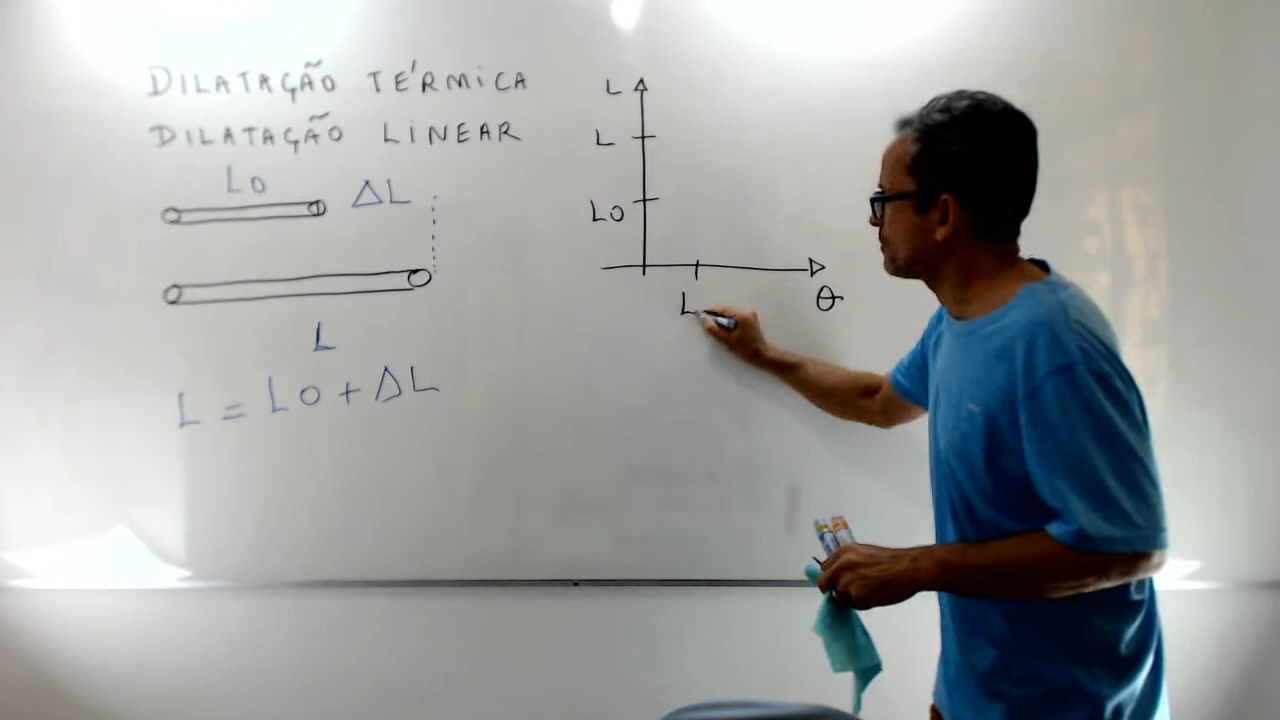 DILATAÇÃO TÉRMICA
DILATAÇÃO LINEAR
LO ΔL
L
L = LO + ΔL
L
L
LO
θ
L